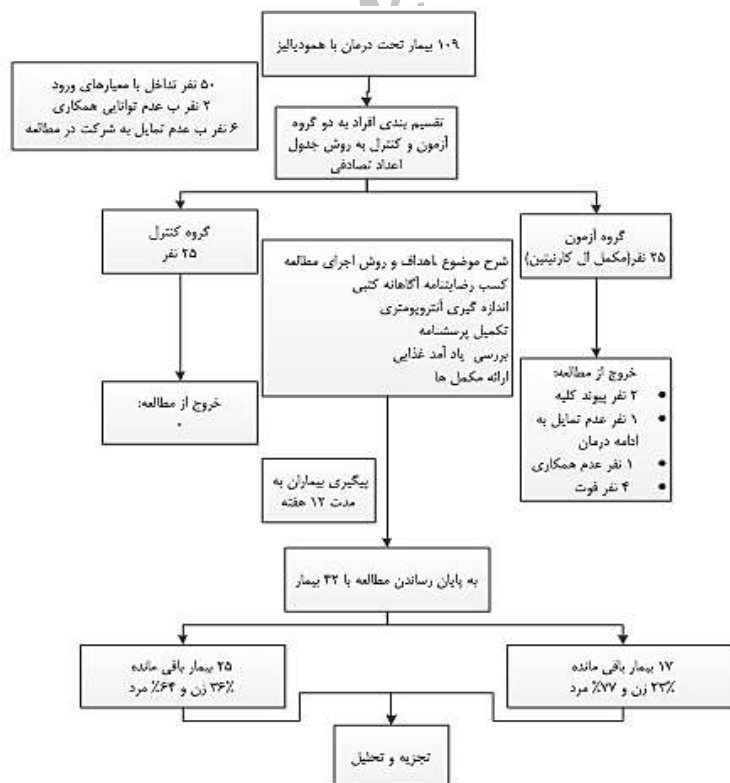 ۱۰۹ بیمار تحت درمان با همودیالیز
۵۰ نفر تداخل با معیارهای ورود
۲ نفر ب عدم توانایی همکاری
۶ نفر ب عدم تمایل به شرکت در مطالعه
تقسیم بندی افراد به دو گروه
آزمون و کنترل به روش جدول
اعداد تصادفی
گروه آزمون
۲۵ نفر(مکمل ال کارنیتین)
شرح موضوع ،اهداف و روش اجرای مطالعه
کسب رضایتنامه آگاهانه کتبی
اندازه گیری آنتروپومتری
تکمیل پرسشنامه
بررسی یاد آمد غذایی
ارائه مکمل ها
گروه کنترل
۲۵ نفر
خروج از مطالعه:
• ۲ نفر پیوند کلیه
• ۱ نفر عدم تمایل به
ادامه درمان
• ۱ نفر عدم همکاری
• ۴ نفر فوت
خروج از مطالعه:
۰
پیگیری بیماران به
مدت ۱۲ هفته
به پایان رساندن مطالعه با ۴۲ بیمار
۱۷ بیمار باقی مانده
۲۳٪ زن و ۷۷٪ مرد
۲۵ بیمار باقی مانده
۳۶٪ زن و ۶۴٪ مرد
تجزیه و تحلیل